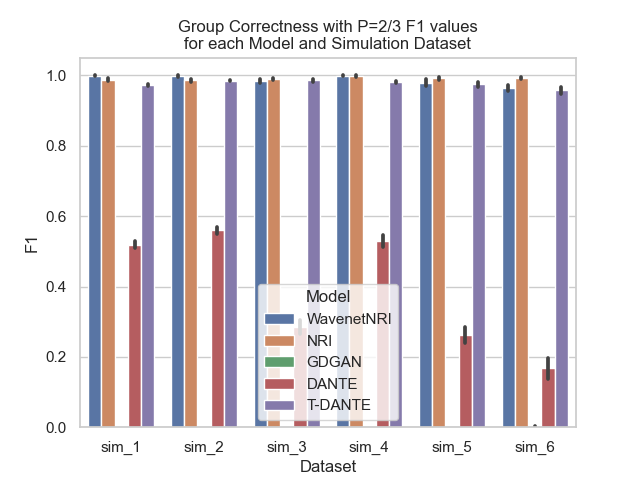 Group Correctness with P=2/3 F1 values
for each Model and Simulation Dataset
F1
1.0
0.8
0.6
0.4
0.2
0.0
Model
WavenetNRI
NRI
GDGAN
DANTE
T-DANTE
sim_1 sim_2 sim_3 sim_4 sim_5 sim_6
Dataset